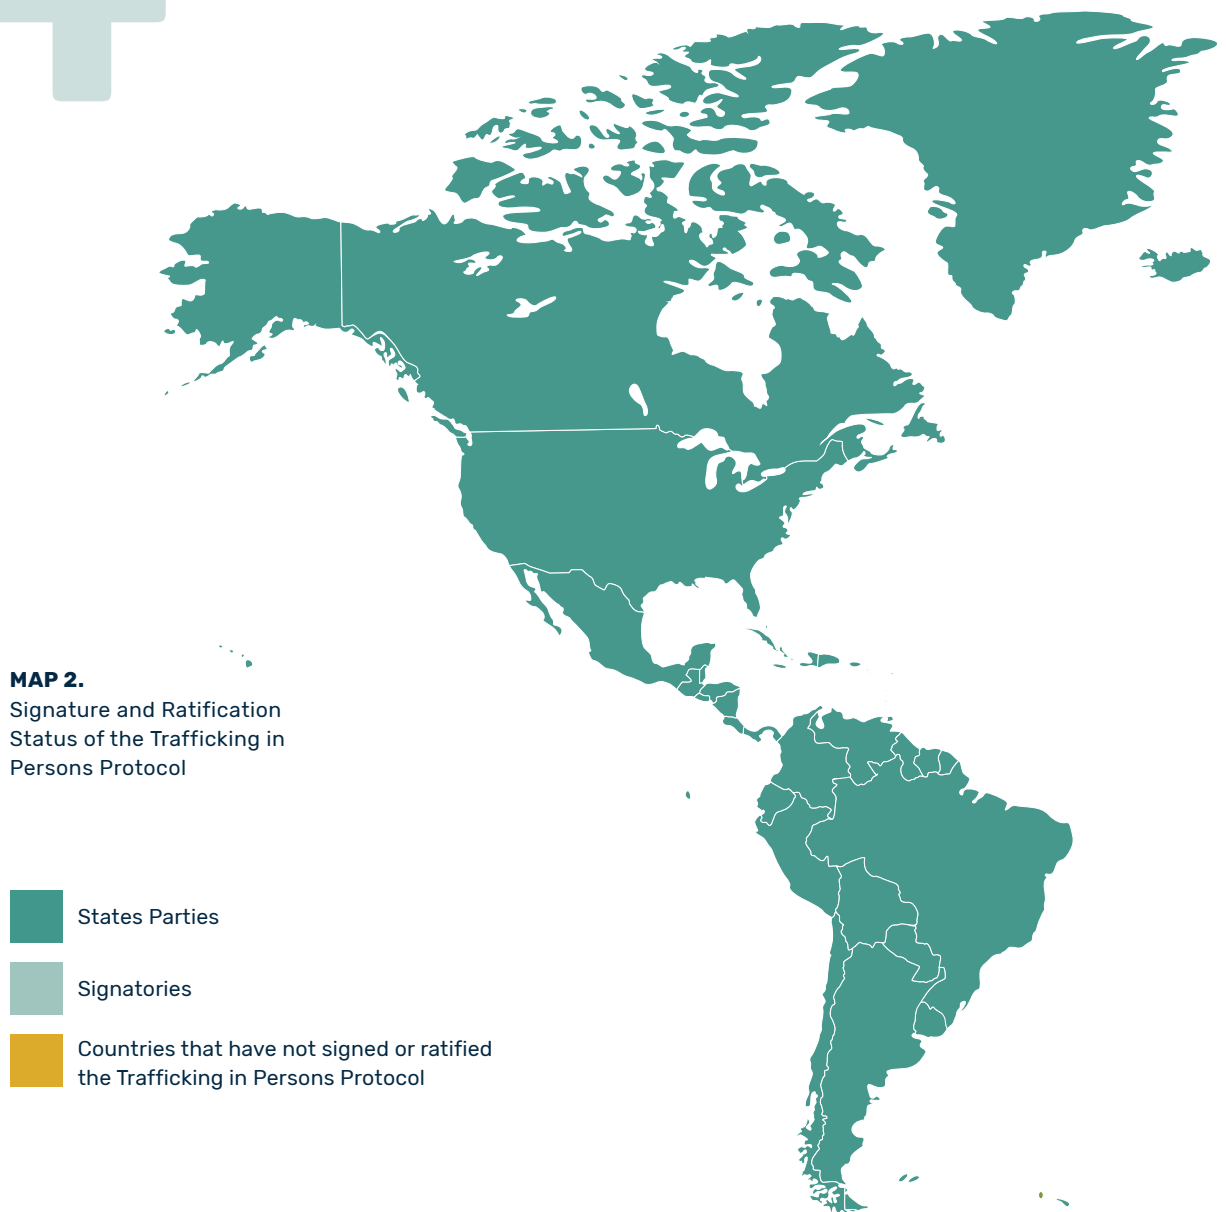 MAP 2.
Signature and Ratification
Status of the Trafficking in
Persons Protocol
States Parties
Signatories
Countries that have not signed or ratified
the Trafficking in Persons Protocol